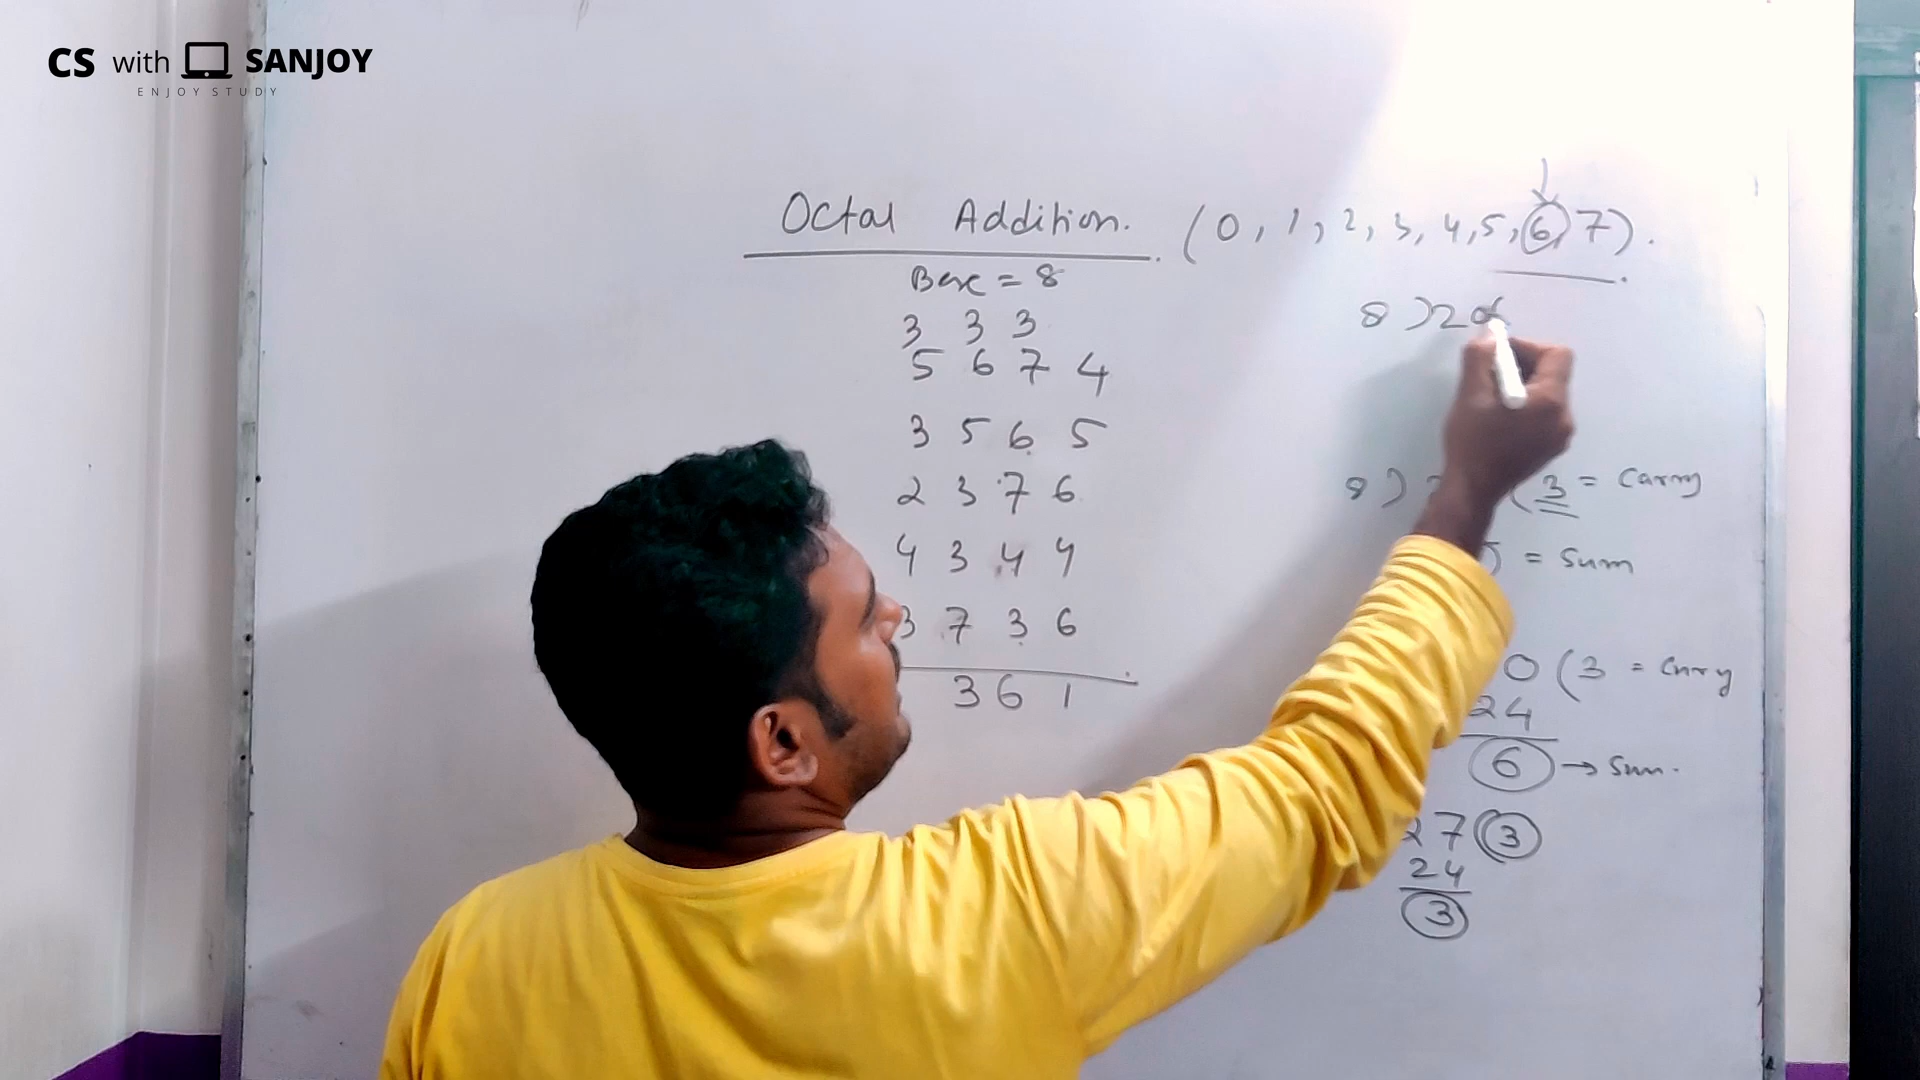 CS with SANJOY
ENJOY STUDY
Octal Addition. (0, 1, 2, 3, 4, 5, 6, 7).
Base = 8
3 3 3
5 6 7 4
3 5 6 5
2 3 7 6
4 3 4 4
3 7 3 6
3 6 1
8 ) 2
8 ) ( 3 = Carry
= Sum
0 ( 3 = Carry
24
6 → Sum.
27 ( 3
24
3